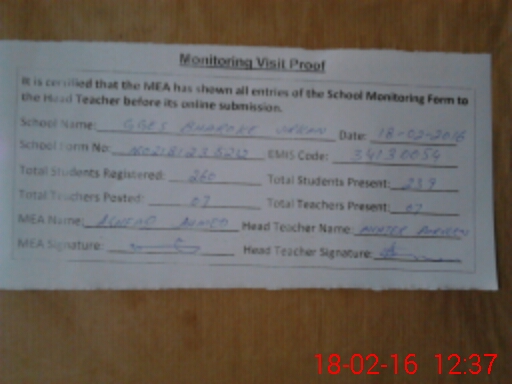 Monitoring Visit Proof
It is certified that the MEA has shown all entries of the School Monitoring Form to
the Head Teacher before its online submission.
School Name: GGES Date: 18-02-2016
School Form No: EMIS Code: 34130054
Total Students Registered: 260 Total Students Present: 239
Total Teachers Posted: 07 Total Teachers Present: 07
MEA Name: AHMED Head Teacher Name:
MEA Signature: Head Teacher Signature:
18-02-16 12:37